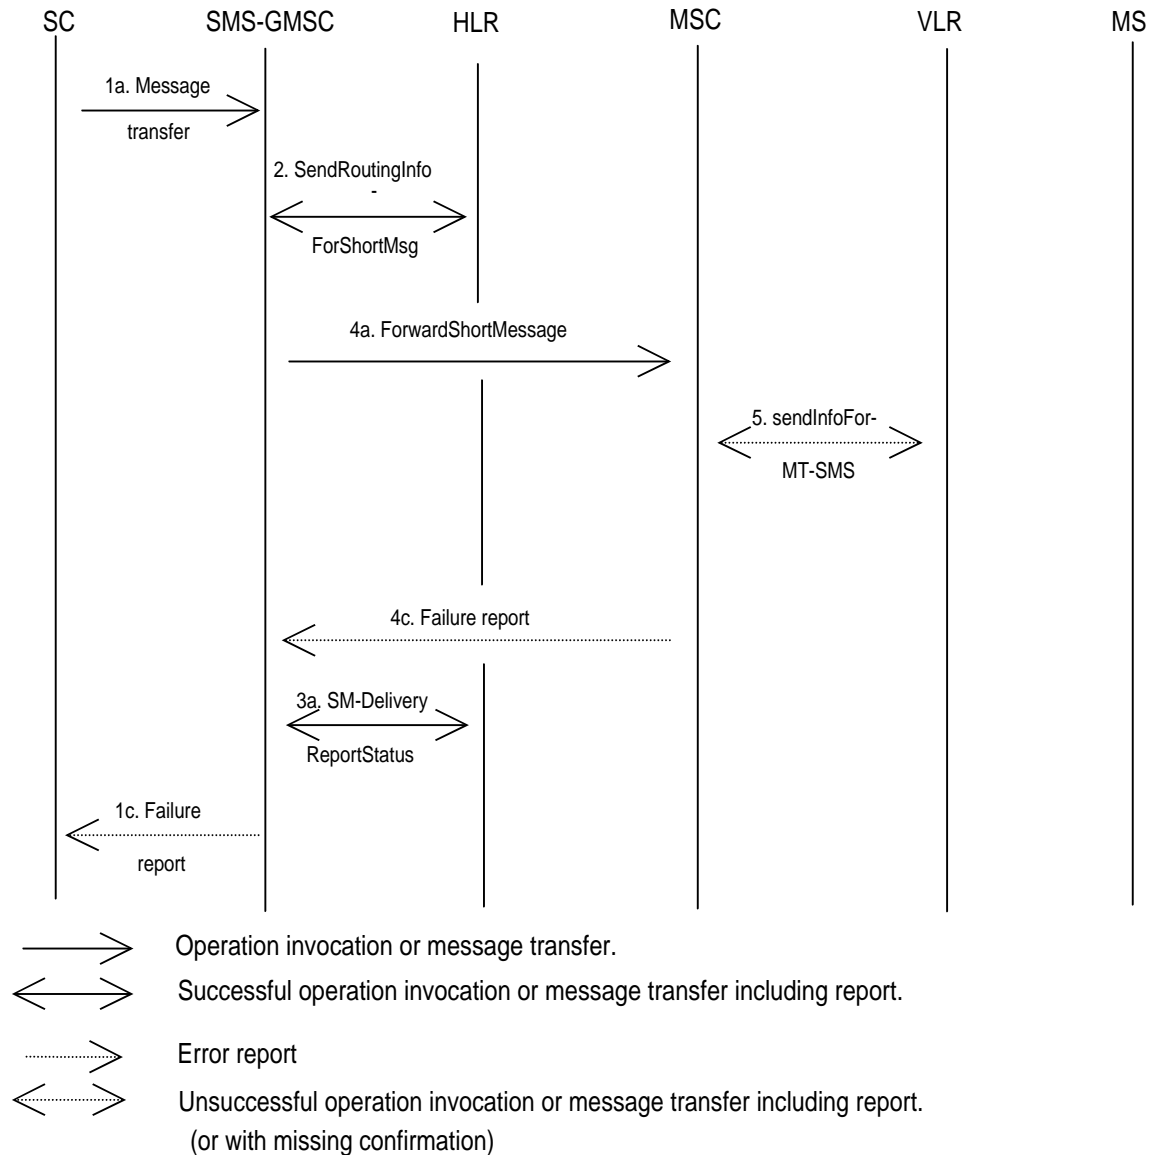 SC SMS-GMSC HLR MSC VLR MS
1a. Message
transfer
2. SendRoutingInfo
-
ForShortMsg
4a. ForwardShortMessage
5. sendInfoFor-
MT-SMS
4c. Failure report
3a. SM-Delivery
ReportStatus
1c. Failure
report
Operation invocation or message transfer.
Successful operation invocation or message transfer including report.
Error report
Unsuccessful operation invocation or message transfer including report.
(or with missing confirmation)